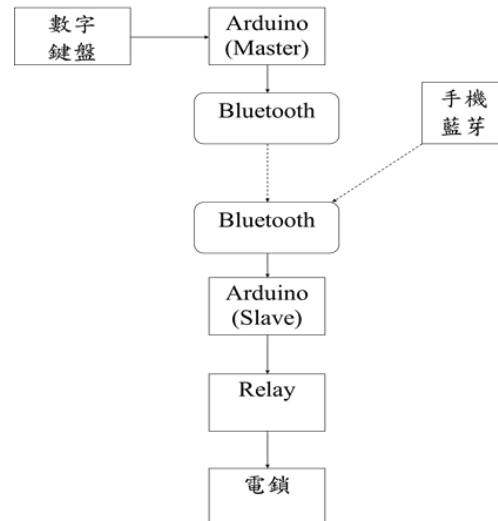 數字
鍵盤
Arduino
(Master)
Bluetooth
手機
藍芽
Bluetooth
Arduino
(Slave)
Relay
電鎖